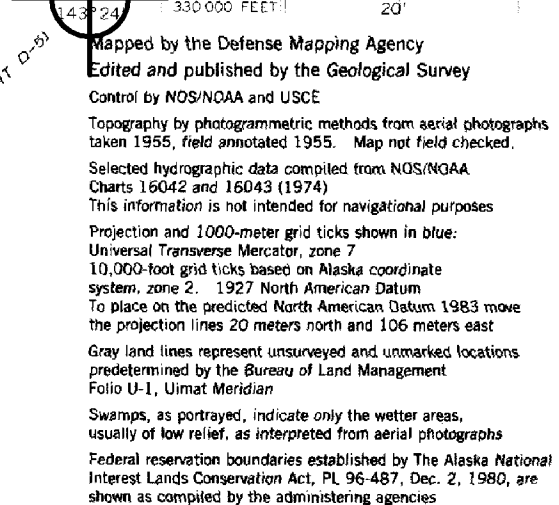 143° 24' 330 000 FEET 20'
T D-5)
Mapped by the Defense Mapping Agency
Edited and published by the Geological Survey
Control by NOS/NOAA and USCE
Topography by photogrammetric methods from aerial photographs
taken 1955, field annotated 1955. Map not field checked.
Selected hydrographic data compiled from NOS/NOAA
Charts 16042 and 16043 (1974)
This information is not intended for navigational purposes
Projection and 1000-meter grid ticks shown in blue:
Universal Transverse Mercator, zone 7
10,000-foot grid ticks based on Alaska coordinate
system, zone 2. 1927 North American Datum
To place on the predicted North American Datum 1983 move
the projection lines 20 meters north and 106 meters east
Gray land lines represent unsurveyed and unmarked locations
predetermined by the Bureau of Land Management
Folio U-1, Uimat Meridian
Swamps, as portrayed, indicate only the wetter areas,
usually of low relief, as interpreted from aerial photographs
Federal reservation boundaries established by The Alaska National
Interest Lands Conservation Act, PL 96-487, Dec. 2, 1980, are
shown as compiled by the administering agencies